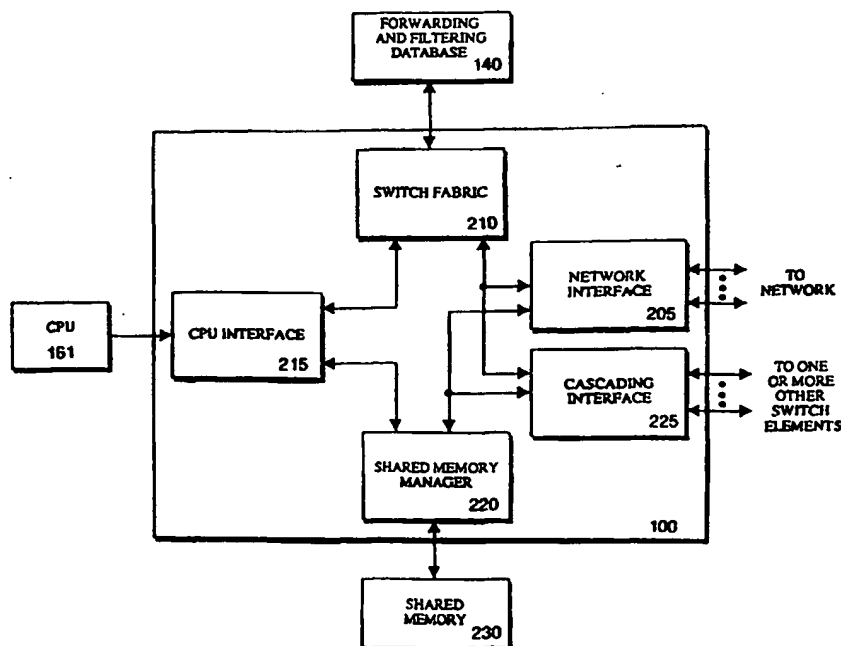 FORWARDING
AND FILTERING
DATABASE
140
SWITCH FABRIC
210
NETWORK
INTERFACE
205
TO
NETWORK
CPU
161
CPU INTERFACE
215
CASCADING
INTERFACE
225
TO ONE
OR MORE
OTHER
SWITCH
ELEMENTS
SHARED MEMORY
MANAGER
220
100
SHARED
MEMORY
230